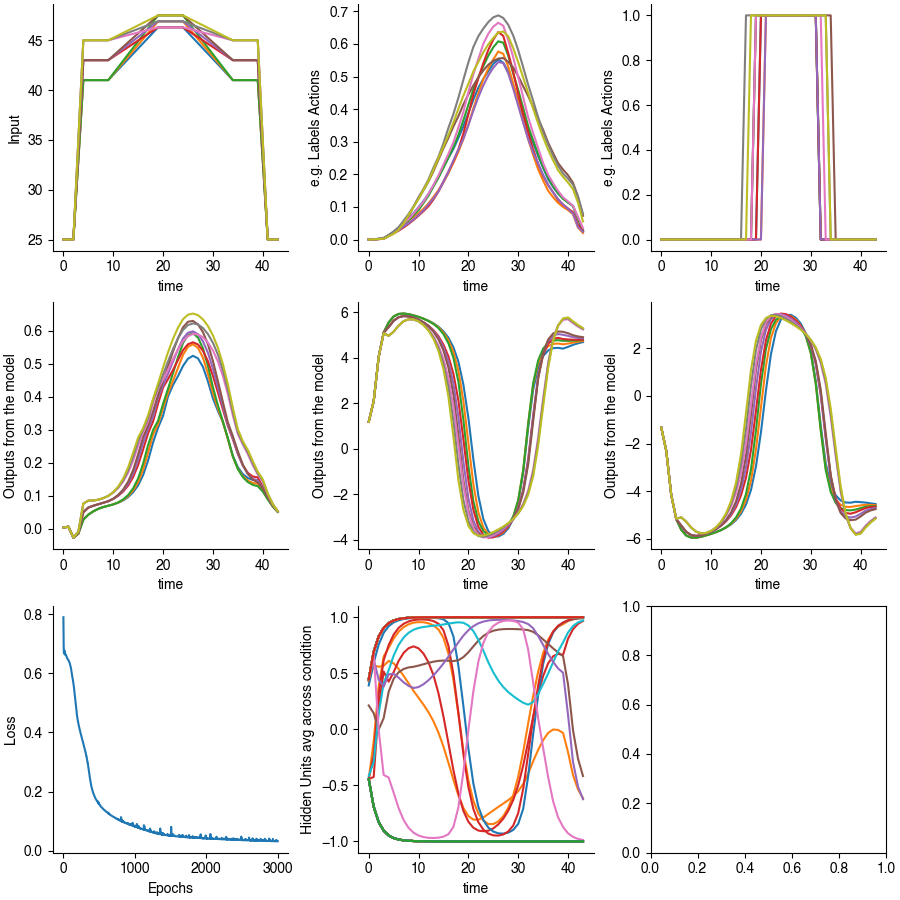 Input
45
40
35
30
25
0 10 20 30 40
time
e.g. Labels Actions
0.7
0.6
0.5
0.4
0.3
0.2
0.1
0.0
0 10 20 30 40
time
e.g. Labels Actions
1.0
0.8
0.6
0.4
0.2
0.0
0 10 20 30 40
time
Outputs from the model
0.6
0.5
0.4
0.3
0.2
0.1
0.0
0 10 20 30 40
time
Outputs from the model
6
4
2
0
−2
−4
0 10 20 30 40
time
Outputs from the model
2
0
−2
−4
−6
0 10 20 30 40
time
Loss
0.8
0.6
0.4
0.2
0.0
0 1000 2000 3000
Epochs
Hidden Units avg across condition
1.0
0.5
0.0
−0.5
−1.0
0 10 20 30 40
time
1.0
0.8
0.6
0.4
0.2
0.0
0.0 0.2 0.4 0.6 0.8 1.0